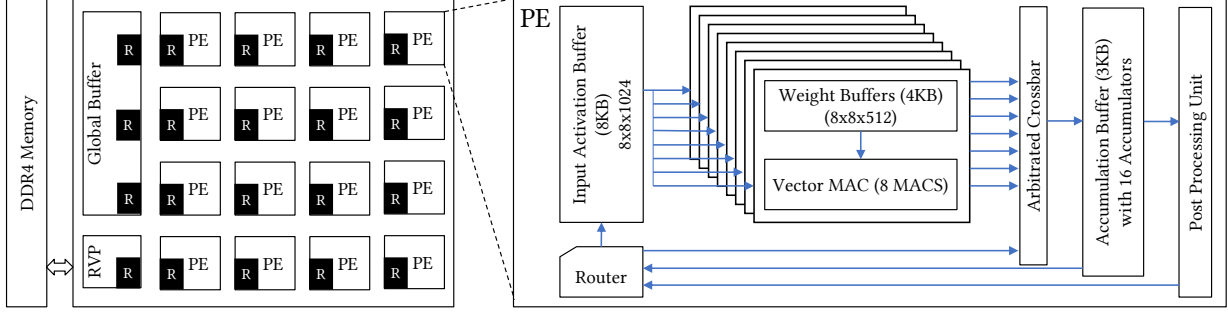 DDR4 Memory
Global Buffer
R
R PE
R PE
R PE
R PE
R
R PE
R PE
R PE
R PE
R
R PE
R PE
R PE
R PE
RVP
R
R PE
R PE
R PE
R PE
PE
Input Activation Buffer
(8KB)
8x8x1024
Weight Buffers (4KB)
(8x8x512)
Vector MAC (8 MACS)
Router
Arbitrated Crossbar
Accumulation Buffer (3KB)
with 16 Accumulators
Post Processing Unit